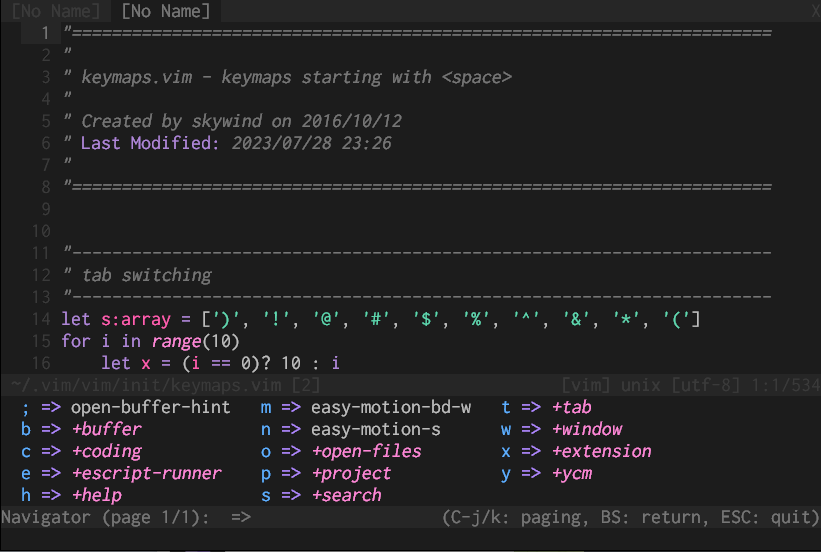 [No Name] [No Name] X
1 "======================================================================
2 "
3 " keymaps.vim - keymaps starting with <space>
4 "
5 " Created by skywind on 2016/10/12
6 " Last Modified: 2023/07/28 23:26
7 "
8 "======================================================================
9
10
11 "----------------------------------------------------------------------
12 " tab switching
13 "----------------------------------------------------------------------
14 let s:array = [')', '!', '@', '#', '$', '%', '^', '&', '*', '(']
15 for i in range(10)
16     let x = (i == 0)? 10 : i
~/.vim/vim/init/keymaps.vim [2] [vim] unix [utf-8] 1:1/534
; => open-buffer-hint m => easy-motion-bd-w t => +tab
b => +buffer n => easy-motion-s w => +window
c => +coding o => +open-files x => +extension
e => +escript-runner p => +project y => +ycm
h => +help s => +search
Navigator (page 1/1): => (C-j/k: paging, BS: return, ESC: quit)